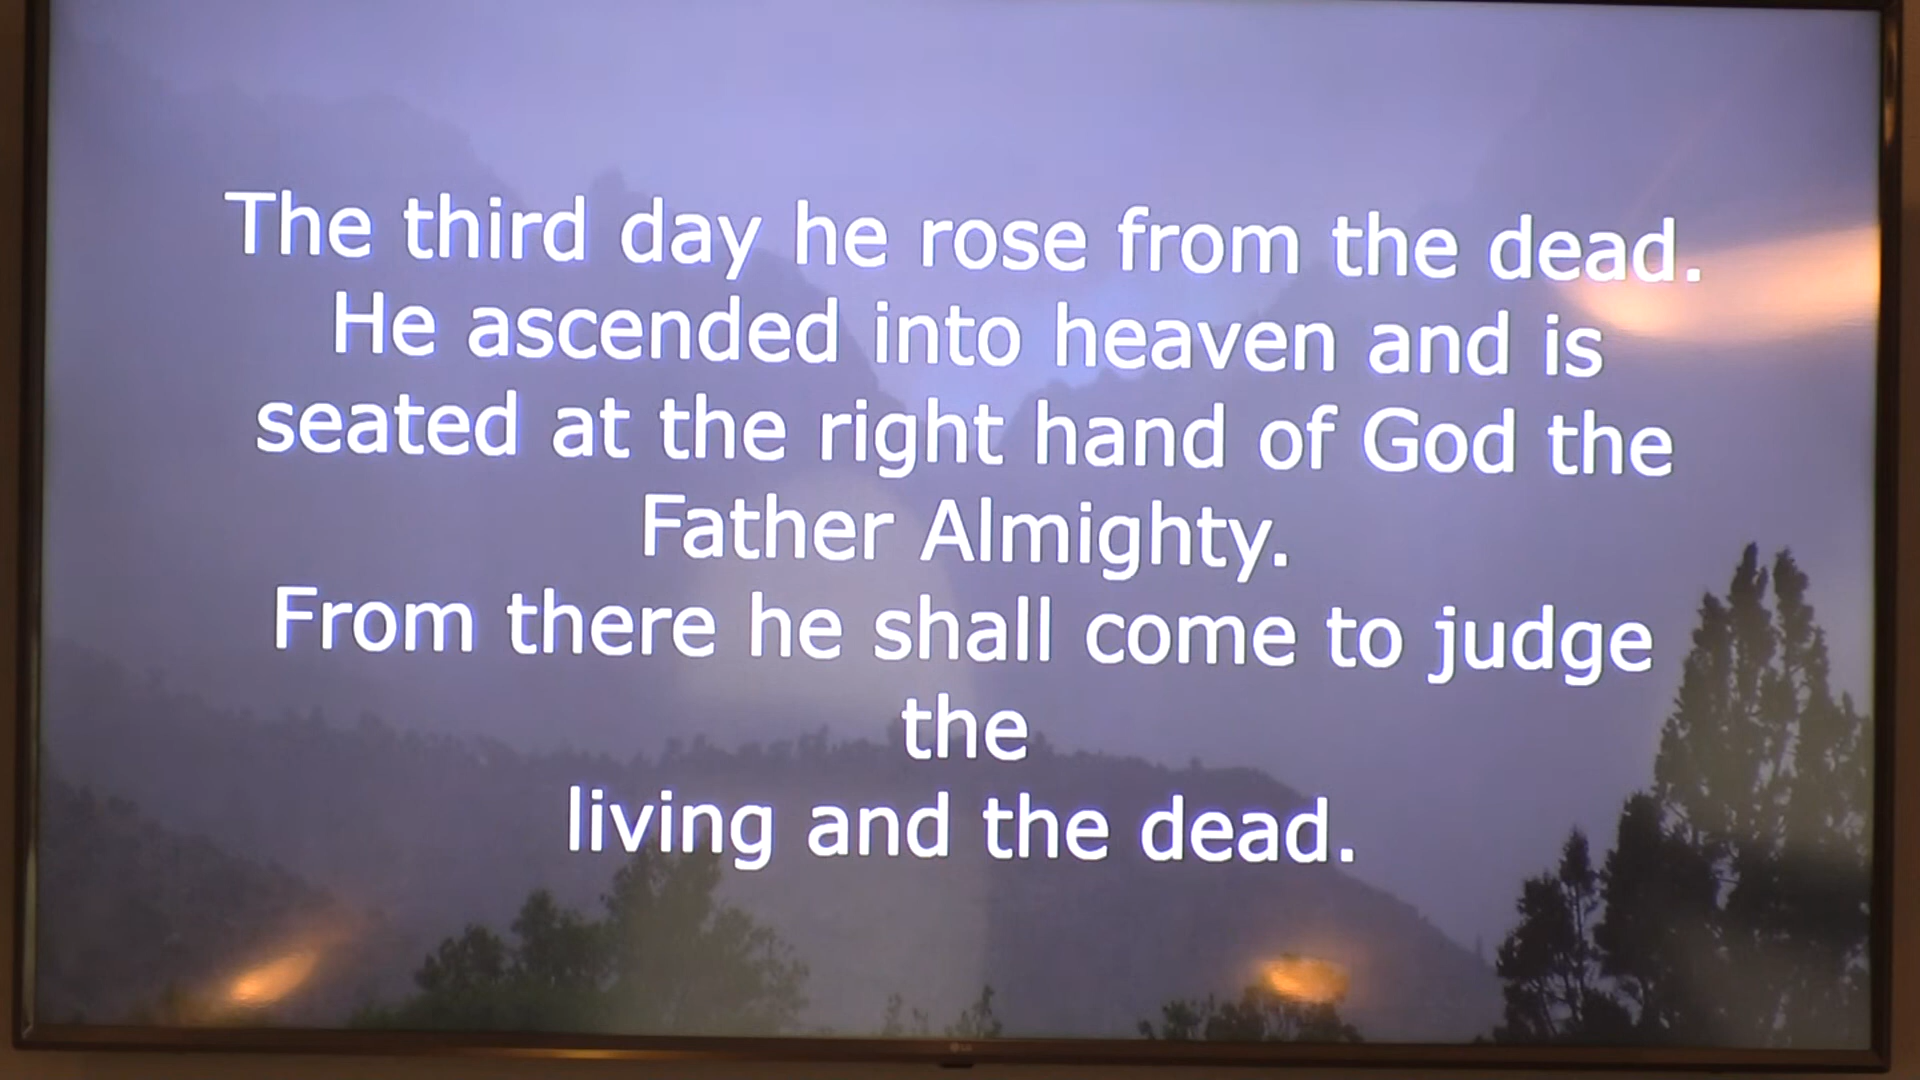 The third day he rose from the dead.
He ascended into heaven and is
seated at the right hand of God the
Father Almighty.
From there he shall come to judge
the
living and the dead.
LG